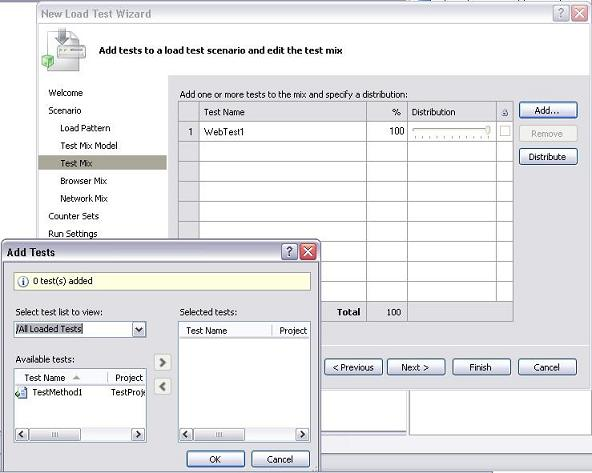 New Load Test Wizard
Add tests to a load test scenario and edit the test mix
Welcome
Scenario
Load Pattern
Test Mix Model
Test Mix
Browser Mix
Network Mix
Counter Sets
Run Settings
Add one or more tests to the mix and specify a distribution:
Test Name % Distribution
1 WebTest1 100
Total 100
Add...
Remove
Distribute
< Previous Next > Finish Cancel
Add Tests
0 test(s) added
Select test list to view:
/All Loaded Tests
Available tests:
Test Name Project
TestMethod1 TestProje
Selected tests:
Test Name Project
OK Cancel